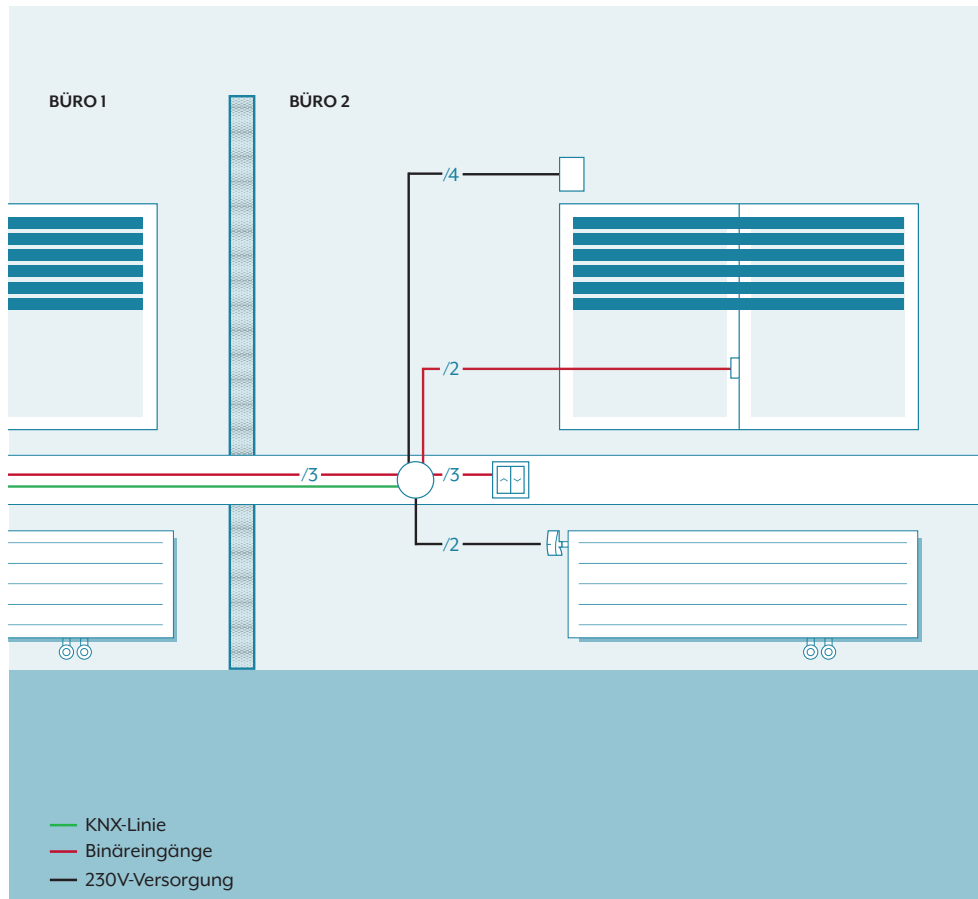 BÜRO 1
BÜRO 2
/4
/2
/3
/3
/2
KNX-Linie
Binäreingänge
230V-Versorgung